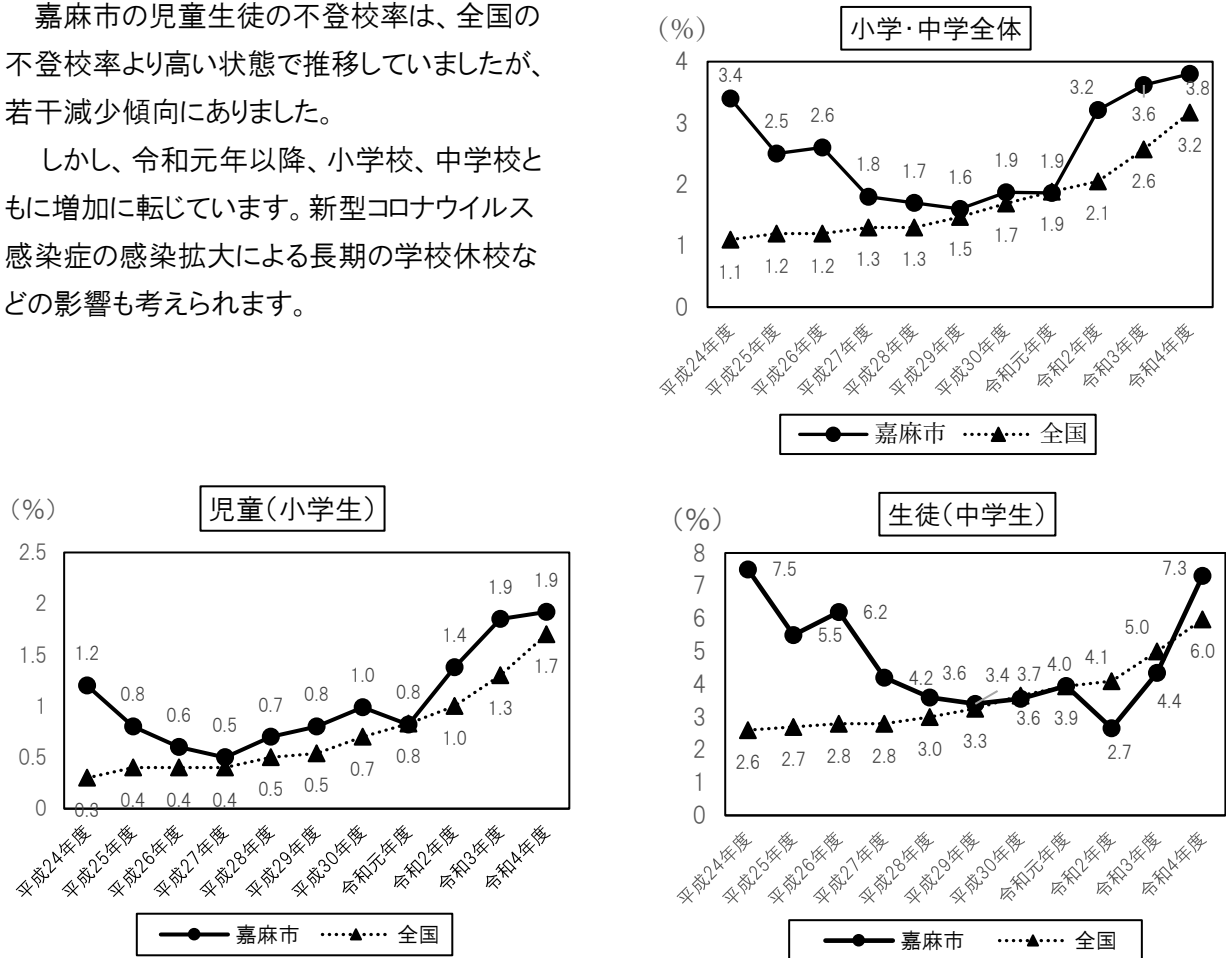 嘉麻市の児童生徒の不登校率は、全国の
不登校率より高い状態で推移していましたが、
若干減少傾向にありました。
しかし、令和元年以降、小学校、中学校と
もに増加に転じています。新型コロナウイルス
感染症の感染拡大による長期の学校休校な
どの影響も考えられます。
(%)
小学・中学全体
4
3
2
1
0
3.4
2.5
2.6
1.8
1.7
1.6
1.9
1.9
3.2
3.6
3.8
1.1
1.2
1.2
1.3
1.3
1.5
1.7
1.9
2.1
2.6
3.2
平成24年度
平成25年度
平成26年度
平成27年度
平成28年度
平成29年度
平成30年度
令和元年度
令和2年度
令和3年度
令和4年度
嘉麻市 全国
(%)
児童(小学生)
2.5
2
1.5
1
0.5
0
1.2
0.8
0.6
0.5
0.7
0.8
1.0
0.8
1.4
1.9
1.9
0.3
0.4
0.4
0.4
0.5
0.5
0.7
0.8
1.0
1.3
1.7
平成24年度
平成25年度
平成26年度
平成27年度
平成28年度
平成29年度
平成30年度
令和元年度
令和2年度
令和3年度
令和4年度
嘉麻市 全国
(%)
生徒(中学生)
8
7
6
5
4
3
2
1
0
7.5
5.5
6.2
4.2
3.6
3.4
3.6
3.9
2.7
4.4
7.3
2.6
2.7
2.8
2.8
3.0
3.3
3.7
4.0
4.1
5.0
6.0
平成24年度
平成25年度
平成26年度
平成27年度
平成28年度
平成29年度
平成30年度
令和元年度
令和2年度
令和3年度
令和4年度
嘉麻市 全国